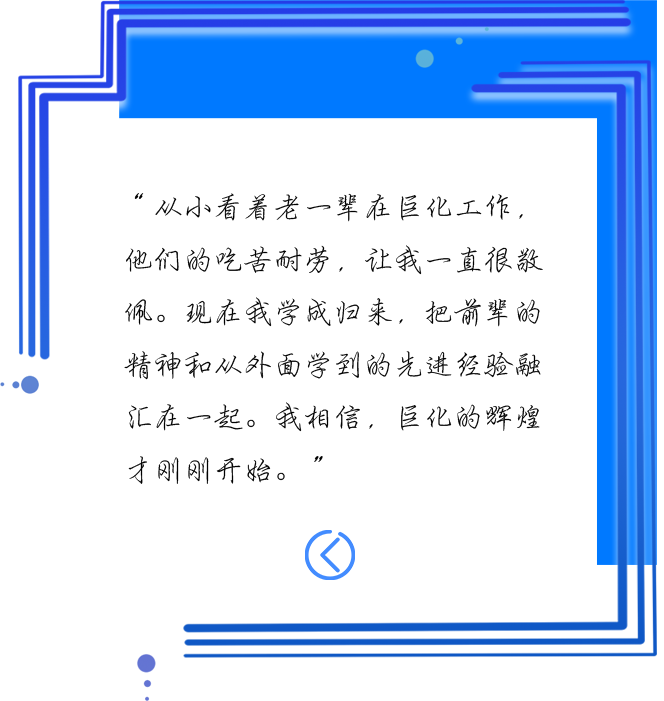 “从小看着老一辈在巨化工作，
他们的吃苦耐劳，让我一直很敬
佩。现在我学成归来，把前辈的
精神和从外面学到的先进经验融
汇在一起。我相信，巨化的辉煌
才刚刚开始。”